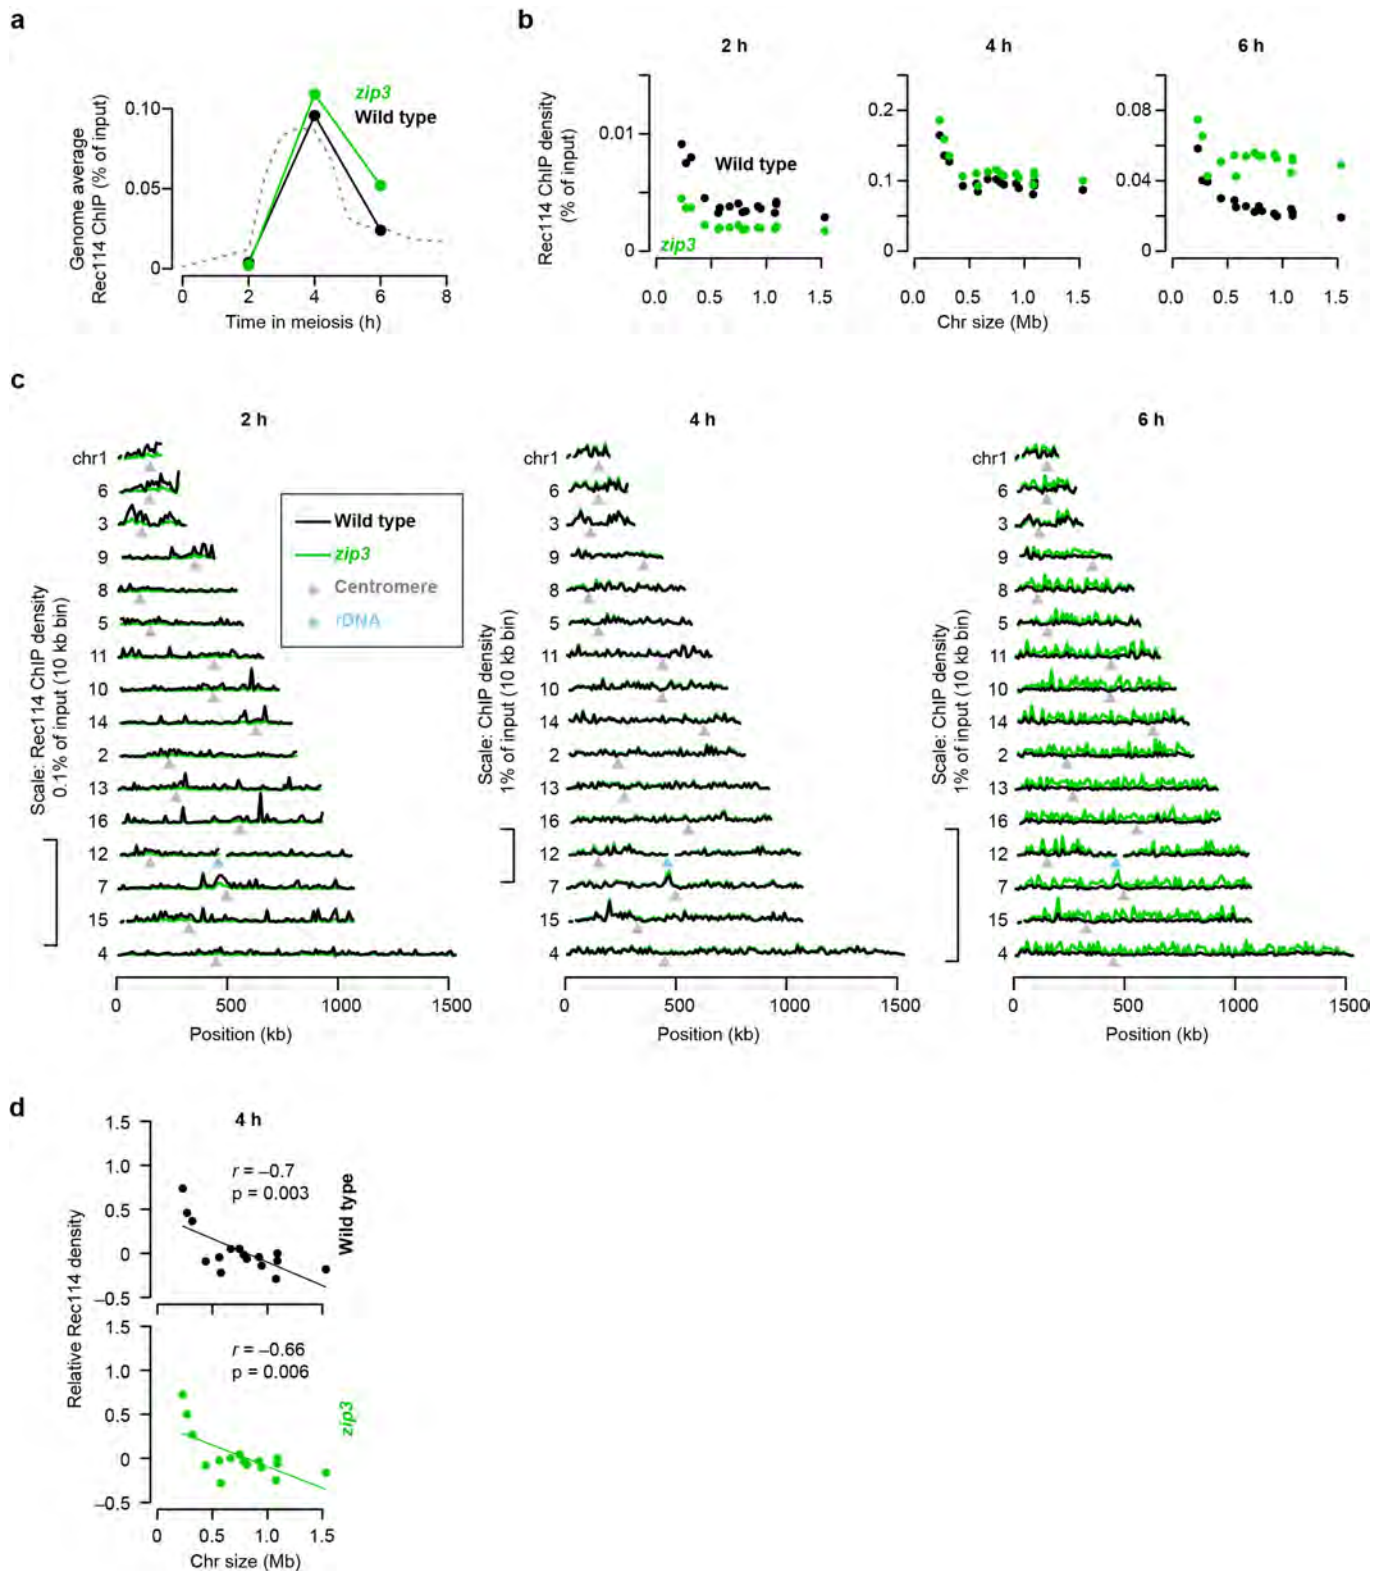 a
Genome average
Rec114 ChIP (% of input)
0.10
0.05
0
zip3
Wild type
0 2 4 6 8
Time in meiosis (h)
b
2 h
4 h
6 h
Rec114 ChIP density
(% of input)
0.01
0
Wild type
zip3
0.0 0.5 1.0 1.5
0.2
0.1
0
0.0 0.5 1.0 1.5
0.08
0.04
0
0.0 0.5 1.0 1.5
Chr size (Mb)
c
2 h
Scale: Rec114 ChIP density
0.1% of input (10 kb bin)
chr1
6
3
9
8
5
11
10
14
2
13
16
12
7
15
4
0 500 1000 1500
Position (kb)
Wild type
zip3
Centromere
rDNA
4 h
Scale: ChIP density
1% of input (10 kb bin)
chr1
6
3
9
8
5
11
10
14
2
13
16
12
7
15
4
0 500 1000 1500
Position (kb)
6 h
Scale: ChIP density
1% of input (10 kb bin)
chr1
6
3
9
8
5
11
10
14
2
13
16
12
7
15
4
0 500 1000 1500
Position (kb)
d
4 h
Relative Rec114 density
1.5
1.0
0.5
0
–0.5
r = –0.7
p = 0.003
Wild type
1.5
1.0
0.5
0
–0.5
r = –0.66
p = 0.006
zip3
0 0.5 1.0 1.5
Chr size (Mb)